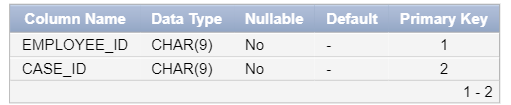 Column Name Data Type Nullable Default Primary Key
EMPLOYEE_ID CHAR(9) No - 1
CASE_ID CHAR(9) No - 2
1 - 2